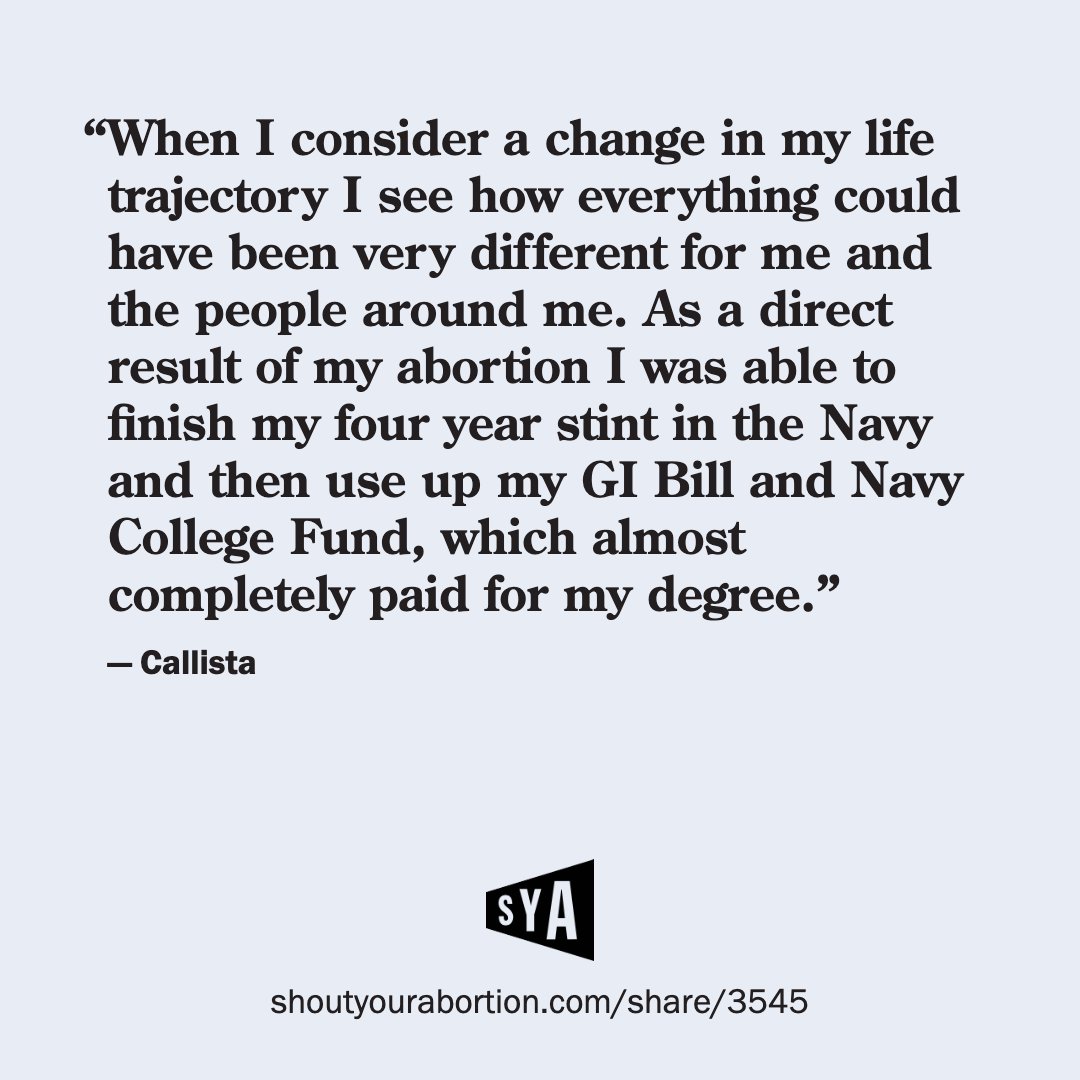 “When I consider a change in my life
trajectory I see how everything could
have been very different for me and
the people around me. As a direct
result of my abortion I was able to
finish my four year stint in the Navy
and then use up my GI Bill and Navy
College Fund, which almost
completely paid for my degree.”
— Callista
SYA
shoutyourabortion.com/share/3545